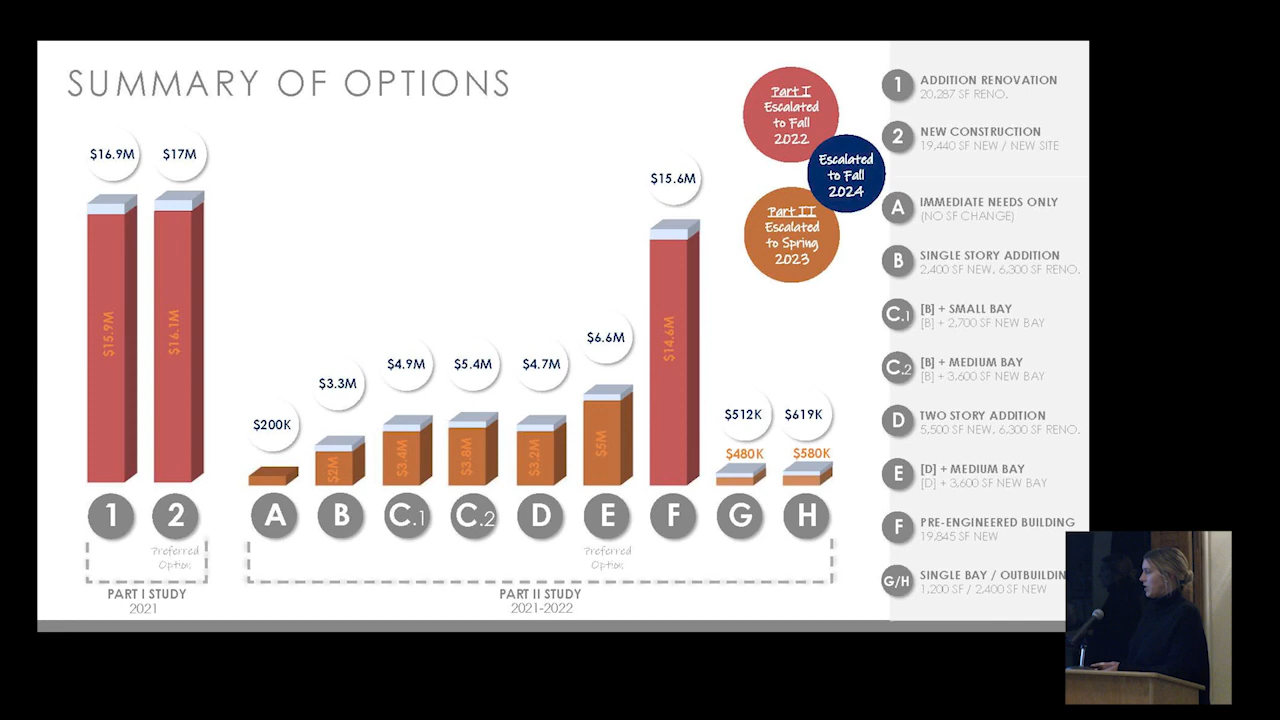 SUMMARY OF OPTIONS
$16.9M
$17M
$15.9M
$16.1M
$200K
$3.3M
$4.9M
$5.4M
$4.7M
$6.6M
$15.6M
$512K
$619K
$2M
$3.4M
$3.8M
$3.2M
$5M
$14.6M
$480K
$580K
1
2
A
B
C.1
C.2
D
E
F
G
H
Preferred
Option
Preferred
Option
PART I STUDY
2021
PART II STUDY
2021-2022
Part I
Escalated
to Fall
2022
Escalated
to Fall
2024
Part II
Escalated
to Spring
2023
1 ADDITION RENOVATION
20,287 SF RENO.
2 NEW CONSTRUCTION
19,440 SF NEW / NEW SITE
A IMMEDIATE NEEDS ONLY
(NO SF CHANGE)
B SINGLE STORY ADDITION
2,400 SF NEW, 6,300 SF RENO.
C.1 [B] + SMALL BAY
[B] + 2,700 SF NEW BAY
C.2 [B] + MEDIUM BAY
[B] + 3,600 SF NEW BAY
D TWO STORY ADDITION
5,500 SF NEW, 6,300 SF RENO.
E [D] + MEDIUM BAY
[D] + 3,600 SF NEW BAY
F PRE-ENGINEERED BUILDING
19,845 SF NEW
G/H SINGLE BAY / OUTBUILDIN
1,200 SF / 2,400 SF NEW